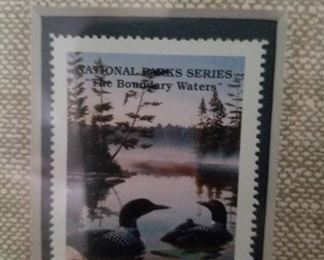 NATIONAL PARKS SERIES
"The Boundary Waters"